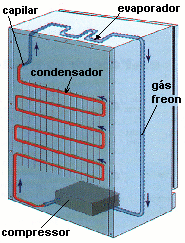 evaporador
capilar
condensador
gás
freon
compressor